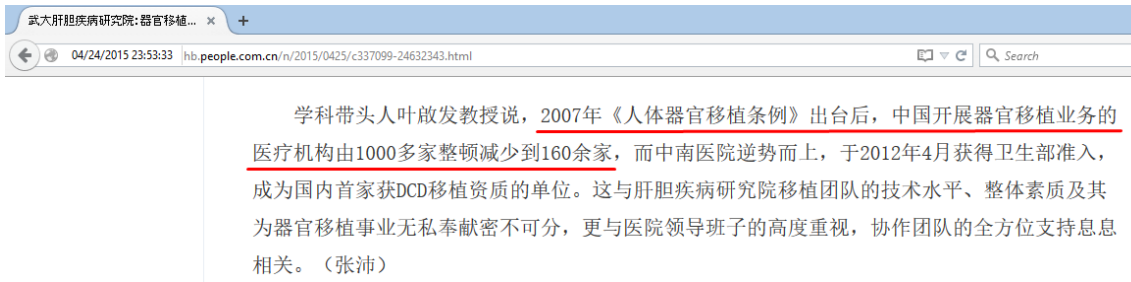 武大肝胆疾病研究院:器官移植... × +
04/24/2015 23:53:33 hb.people.com.cn/n/2015/0425/c337099-24632343.html Search
学科带头人叶啟发教授说，2007年《人体器官移植条例》出台后，中国开展器官移植业务的
医疗机构由1000多家整顿减少到160余家，而中南医院逆势而上，于2012年4月获得卫生部准入，
成为国内首家获DCD移植资质的单位。这与肝胆疾病研究院移植团队的技术水平、整体素质及其
为器官移植事业无私奉献密不可分，更与医院领导班子的高度重视，协作团队的全方位支持息息
相关。（张沛）